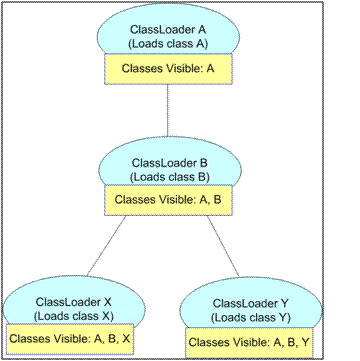 ClassLoader A
(Loads class A)
Classes Visible: A
ClassLoader B
(Loads class B)
Classes Visible: A, B
ClassLoader X
(Loads class X)
Classes Visible: A, B, X
ClassLoader Y
(Loads class Y)
Classes Visible: A, B, Y